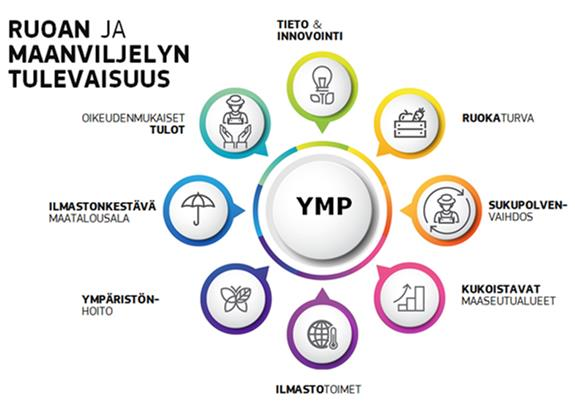 RUOAN JA
MAANVILJELYN
TULEVAISUUS
TIETO &
INNOVOINTI
OIKEUDENMUKAISET
TULOT
RUOKATURVA
ILMASTONKESTÄVÄ
MAATALOUSALA
YMP
SUKUPOLVEN-
VAIHDOS
YMPÄRISTÖN-
HOITO
KUKOISTAVAT
MAASEUTUALUEET
ILMASTOTOIMET